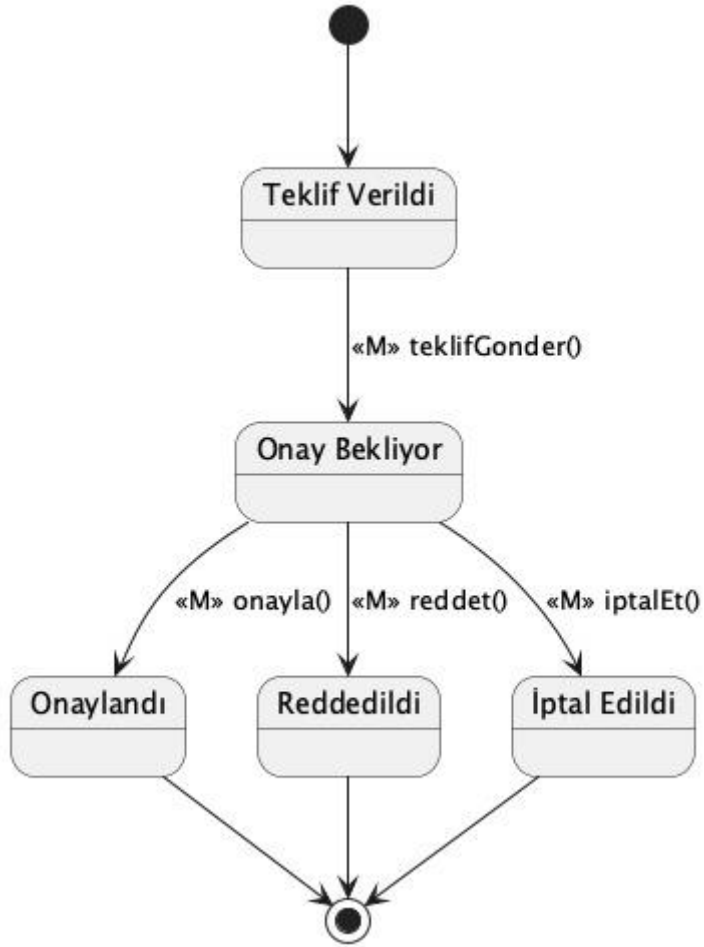 Teklif Verildi
«M» teklifGonder()
Onay Bekliyor
«M» onayla()
«M» reddet()
«M» iptalEt()
Onaylandı
Reddedildi
İptal Edildi